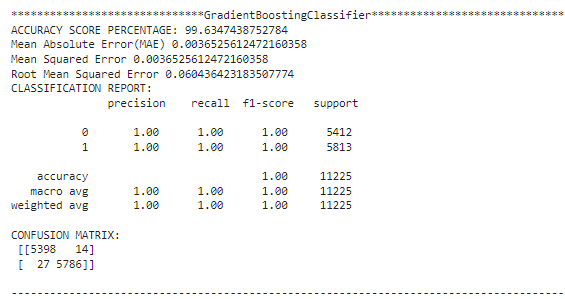 ******************************GradientBoostingClassifier******************************
ACCURACY SCORE PERCENTAGE: 99.6347438752784
Mean Absolute Error(MAE) 0.0036525612472160358
Mean Squared Error 0.0036525612472160358
Root Mean Squared Error 0.060436423183507774
CLASSIFICATION REPORT:
precision recall f1-score support
0 1.00 1.00 1.00 5412
1 1.00 1.00 1.00 5813
accuracy 1.00 11225
macro avg 1.00 1.00 1.00 11225
weighted avg 1.00 1.00 1.00 11225
CONFUSION MATRIX:
[[5398 14]
[ 27 5786]]
--------------------------------------------------------------------------------------